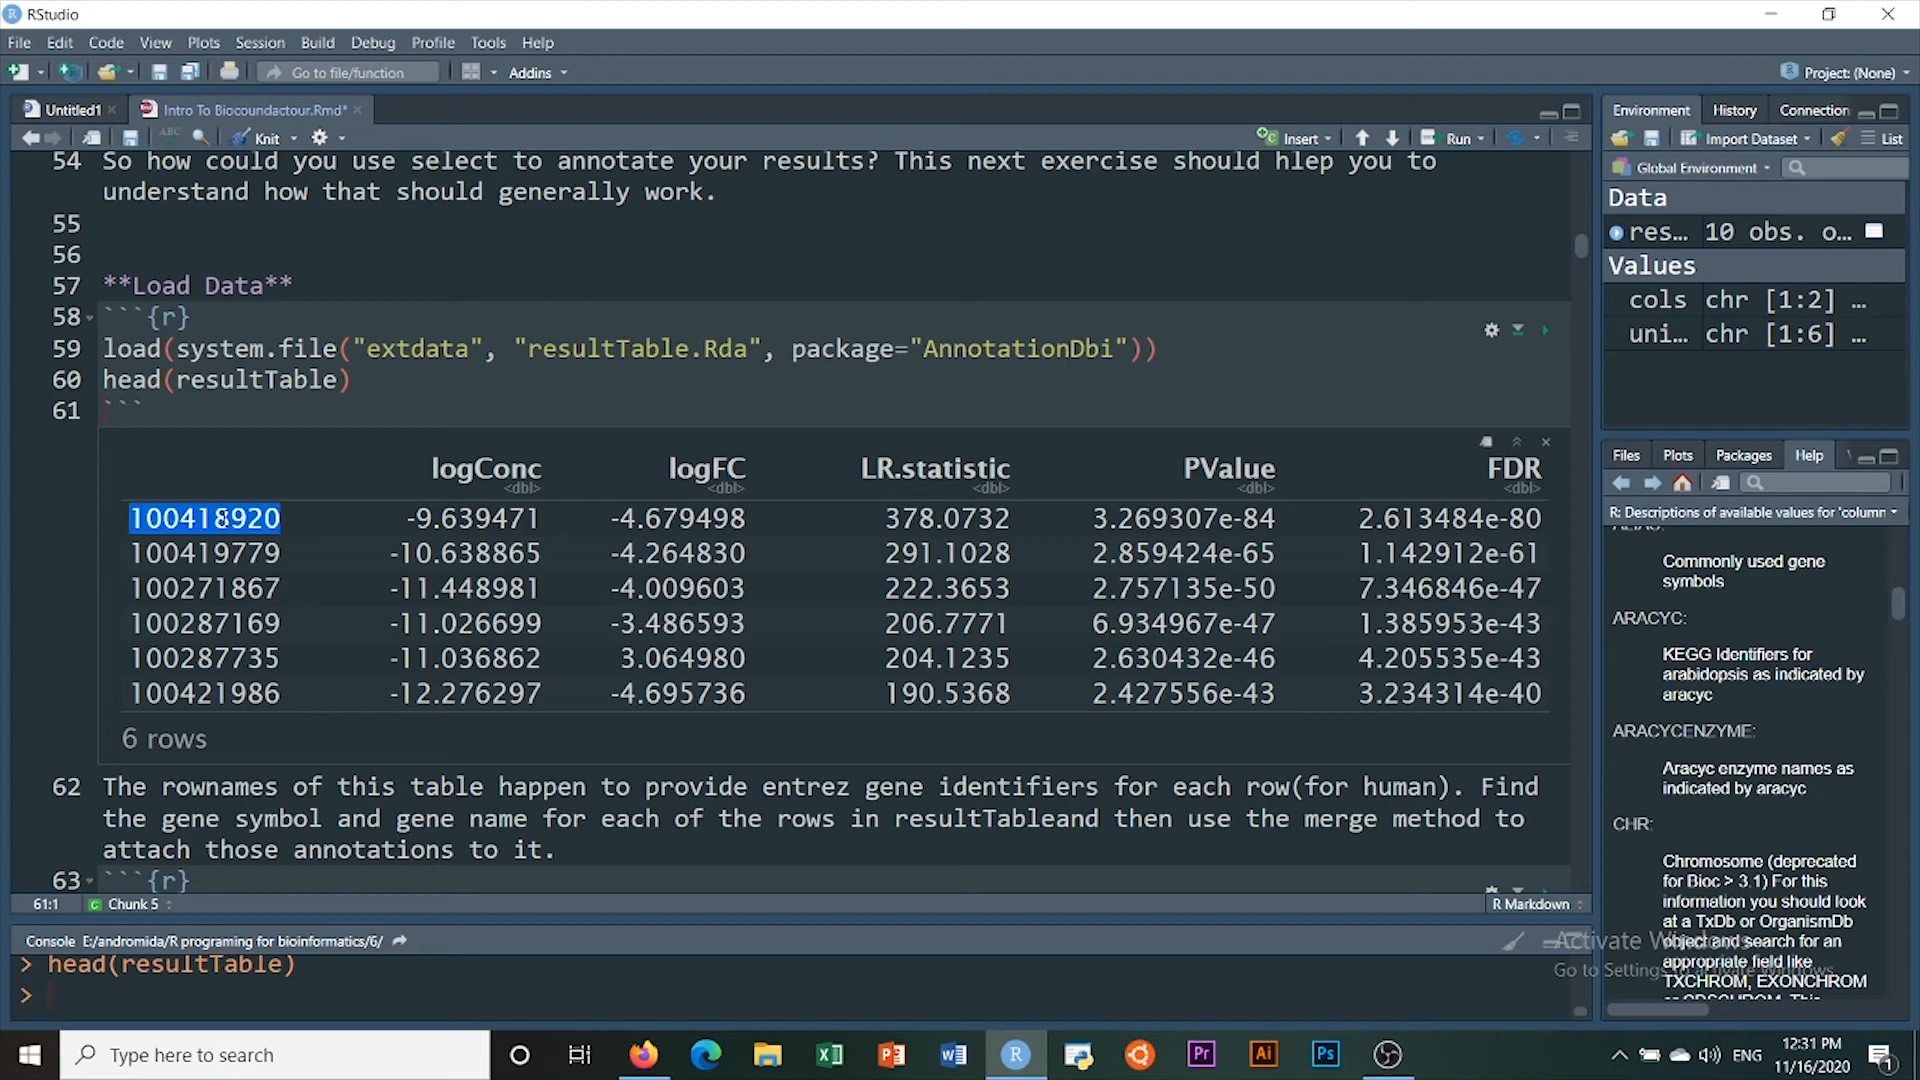 RStudio
File Edit Code View Plots Session Build Debug Profile Tools Help
Go to file/function Addins Project: (None)
Untitled1 Intro To Biocoundactour.Rmd*
ABC Knit Insert Run
54 So how could you use select to annotate your results? This next exercise should hlep you to
understand how that should generally work.
55
56
57 **Load Data**
58 ```{r}
59 load(system.file("extdata", "resultTable.Rda", package="AnnotationDbi"))
60 head(resultTable)
61 ```
logConc logFC LR.statistic PValue FDR
<dbl> <dbl> <dbl> <dbl> <dbl>
100418920 -9.639471 -4.679498 378.0732 3.269307e-84 2.613484e-80
100419779 -10.638865 -4.264830 291.1028 2.859424e-65 1.142912e-61
100271867 -11.448981 -4.009603 222.3653 2.757135e-50 7.346846e-47
100287169 -11.026699 -3.486593 206.7771 6.934967e-47 1.385953e-43
100287735 -11.036862 3.064980 204.1235 2.630432e-46 4.205535e-43
100421986 -12.276297 -4.695736 190.5368 2.427556e-43 3.234314e-40
6 rows
62 The rownames of this table happen to provide entrez gene identifiers for each row(for human). Find
the gene symbol and gene name for each of the rows in resultTableand then use the merge method to
attach those annotations to it.
63 ```{r}
61:1 Chunk 5 R Markdown
Console E:/andromida/R programing for bioinformatics/6/
> head(resultTable)
>
Environment History Connection
Import Dataset List
Global Environment
Data
res… 10 obs. o…
Values
cols chr [1:2] …
uni… chr [1:6] …
Files Plots Packages Help
R: Descriptions of available values for 'column
Commonly used gene
symbols
ARACYC:
KEGG Identifiers for
arabidopsis as indicated by
aracyc
ARACYCENZYME:
Aracyc enzyme names as
indicated by aracyc
CHR:
Chromosome (deprecated
for Bioc > 3.1) For this
information you should look
at a TxDb or OrganismDb
object and search for an
appropriate field like
TXCHROM, EXONCHROM
Activate Windows
Go to Settings to activate Windows.
Type here to search
R Pr Ai Ps
ENG 12:31 PM
11/16/2020
1